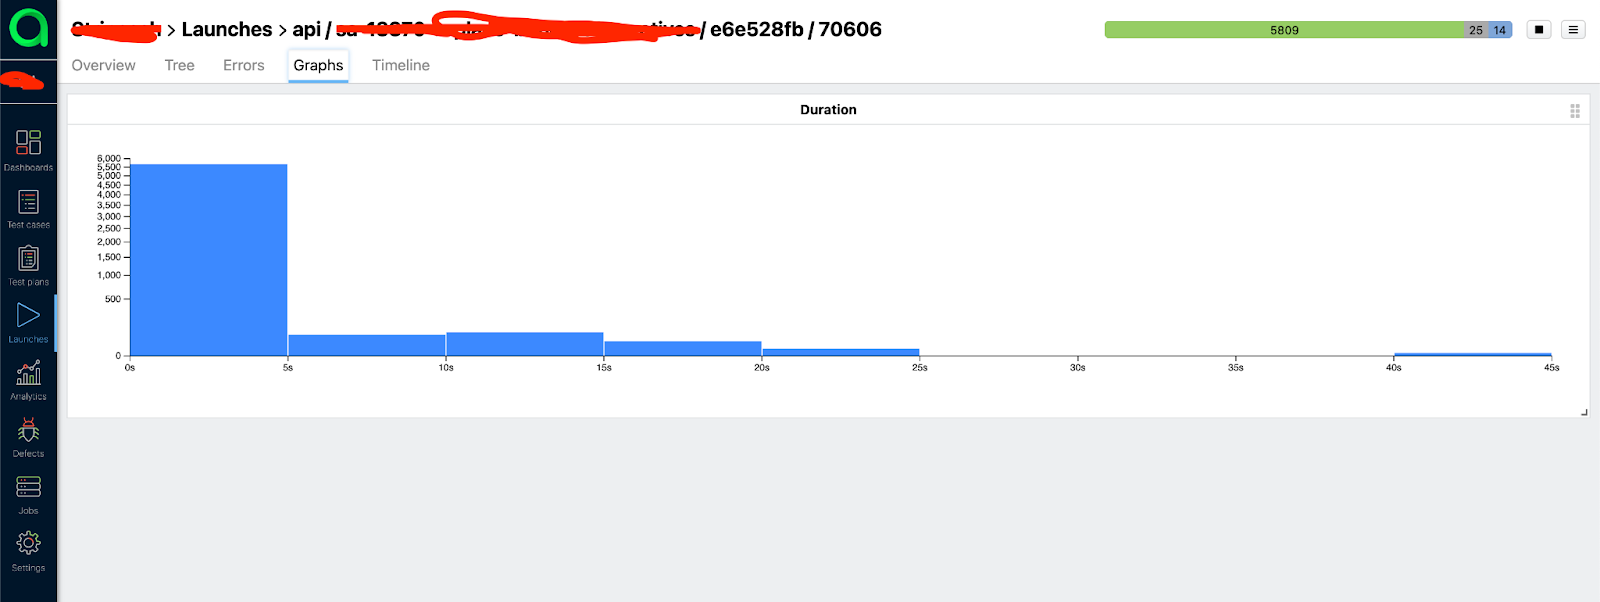 > Launches > api / / e6e528fb / 70606
5809 25 14
Overview Tree Errors Graphs Timeline
Duration
6,000
5,500
5,000
4,500
4,000
3,500
3,000
2,500
2,000
1,500
1,000
500
0
0s 5s 10s 15s 20s 25s 30s 35s 40s 45s
Dashboards
Test cases
Test plans
Launches
Analytics
Defects
Jobs
Settings